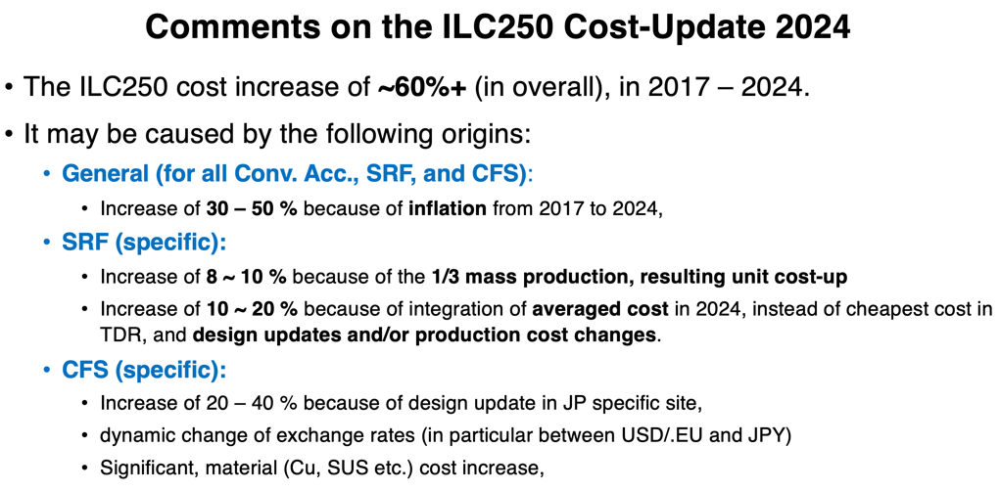 Comments on the ILC250 Cost-Update 2024
• The ILC250 cost increase of ~60%+ (in overall), in 2017 – 2024.
• It may be caused by the following origins:
• General (for all Conv. Acc., SRF, and CFS):
• Increase of 30 – 50 % because of inflation from 2017 to 2024,
• SRF (specific):
• Increase of 8 ~ 10 % because of the 1/3 mass production, resulting unit cost-up
• Increase of 10 ~ 20 % because of integration of averaged cost in 2024, instead of cheapest cost in
TDR, and design updates and/or production cost changes.
• CFS (specific):
• Increase of 20 – 40 % because of design update in JP specific site,
• dynamic change of exchange rates (in particular between USD/.EU and JPY)
• Significant, material (Cu, SUS etc.) cost increase,